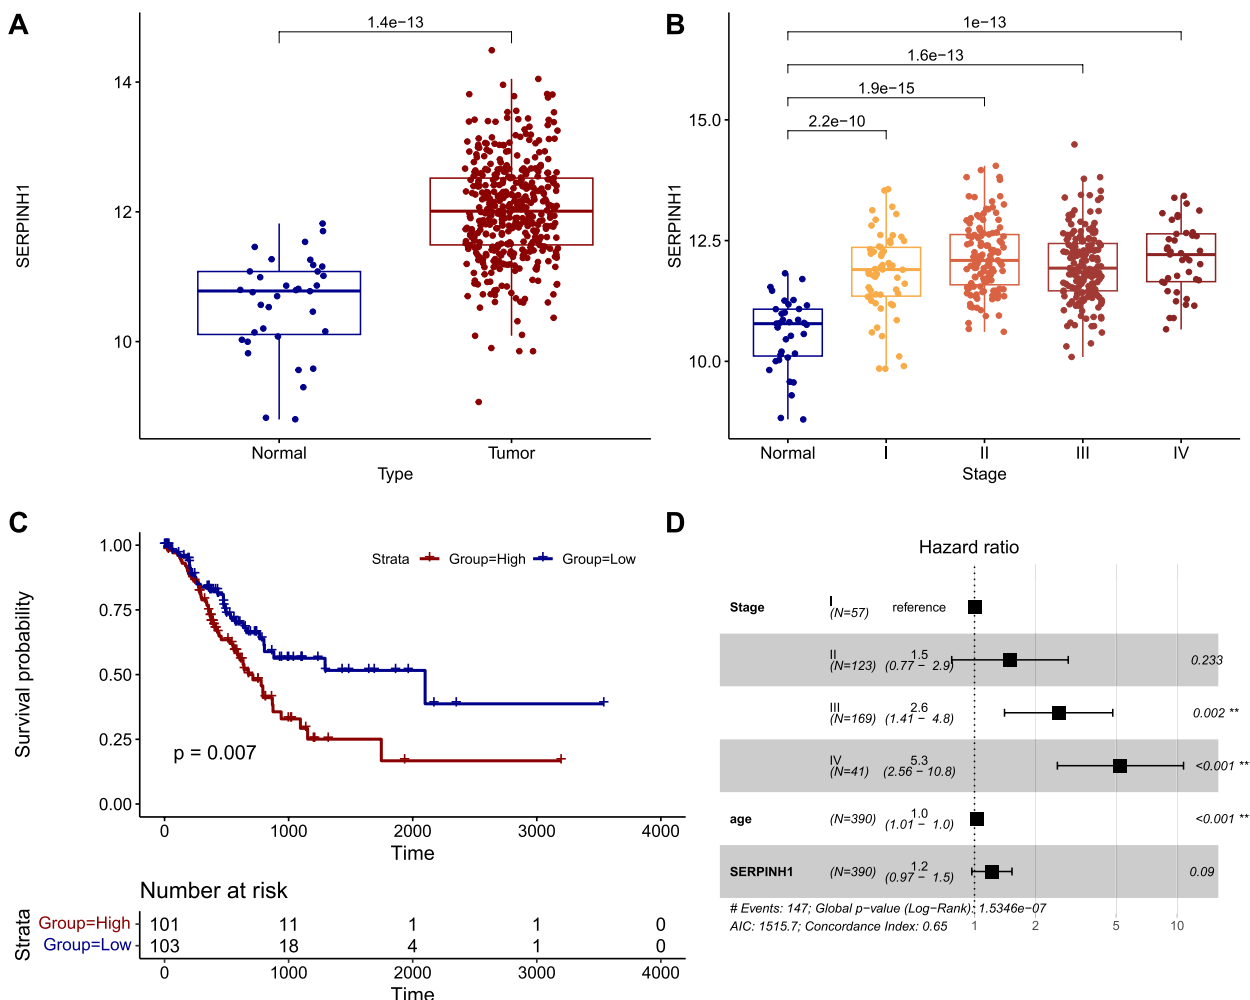 A
1.4e−13
SERPINH1
14
12
10
Normal
Tumor
Type
B
1e−13
1.6e−13
1.9e−15
2.2e−10
SERPINH1
15.0
12.5
10.0
Normal
I
II
III
IV
Stage
C
Strata Group=High Group=Low
Survival probability
1.00
0.75
0.50
0.25
0.00
p = 0.007
0 1000 2000 3000 4000
Time
Number at risk
Strata
Group=High 101 11 1 1 0
Group=Low 103 18 4 1 0
0 1000 2000 3000 4000
Time
D
Hazard ratio
Stage I (N=57) reference
II (N=123) 1.5 (0.77 − 2.9) 0.233
III (N=169) 2.6 (1.41 − 4.8) 0.002 **
IV (N=41) 5.3 (2.56 − 10.8) <0.001 **
age (N=390) 1.0 (1.01 − 1.0) <0.001 **
SERPINH1 (N=390) 1.2 (0.97 − 1.5) 0.09
# Events: 147; Global p−value (Log−Rank): 1.5346e−07
AIC: 1515.7; Concordance Index: 0.65
1 2 5 10